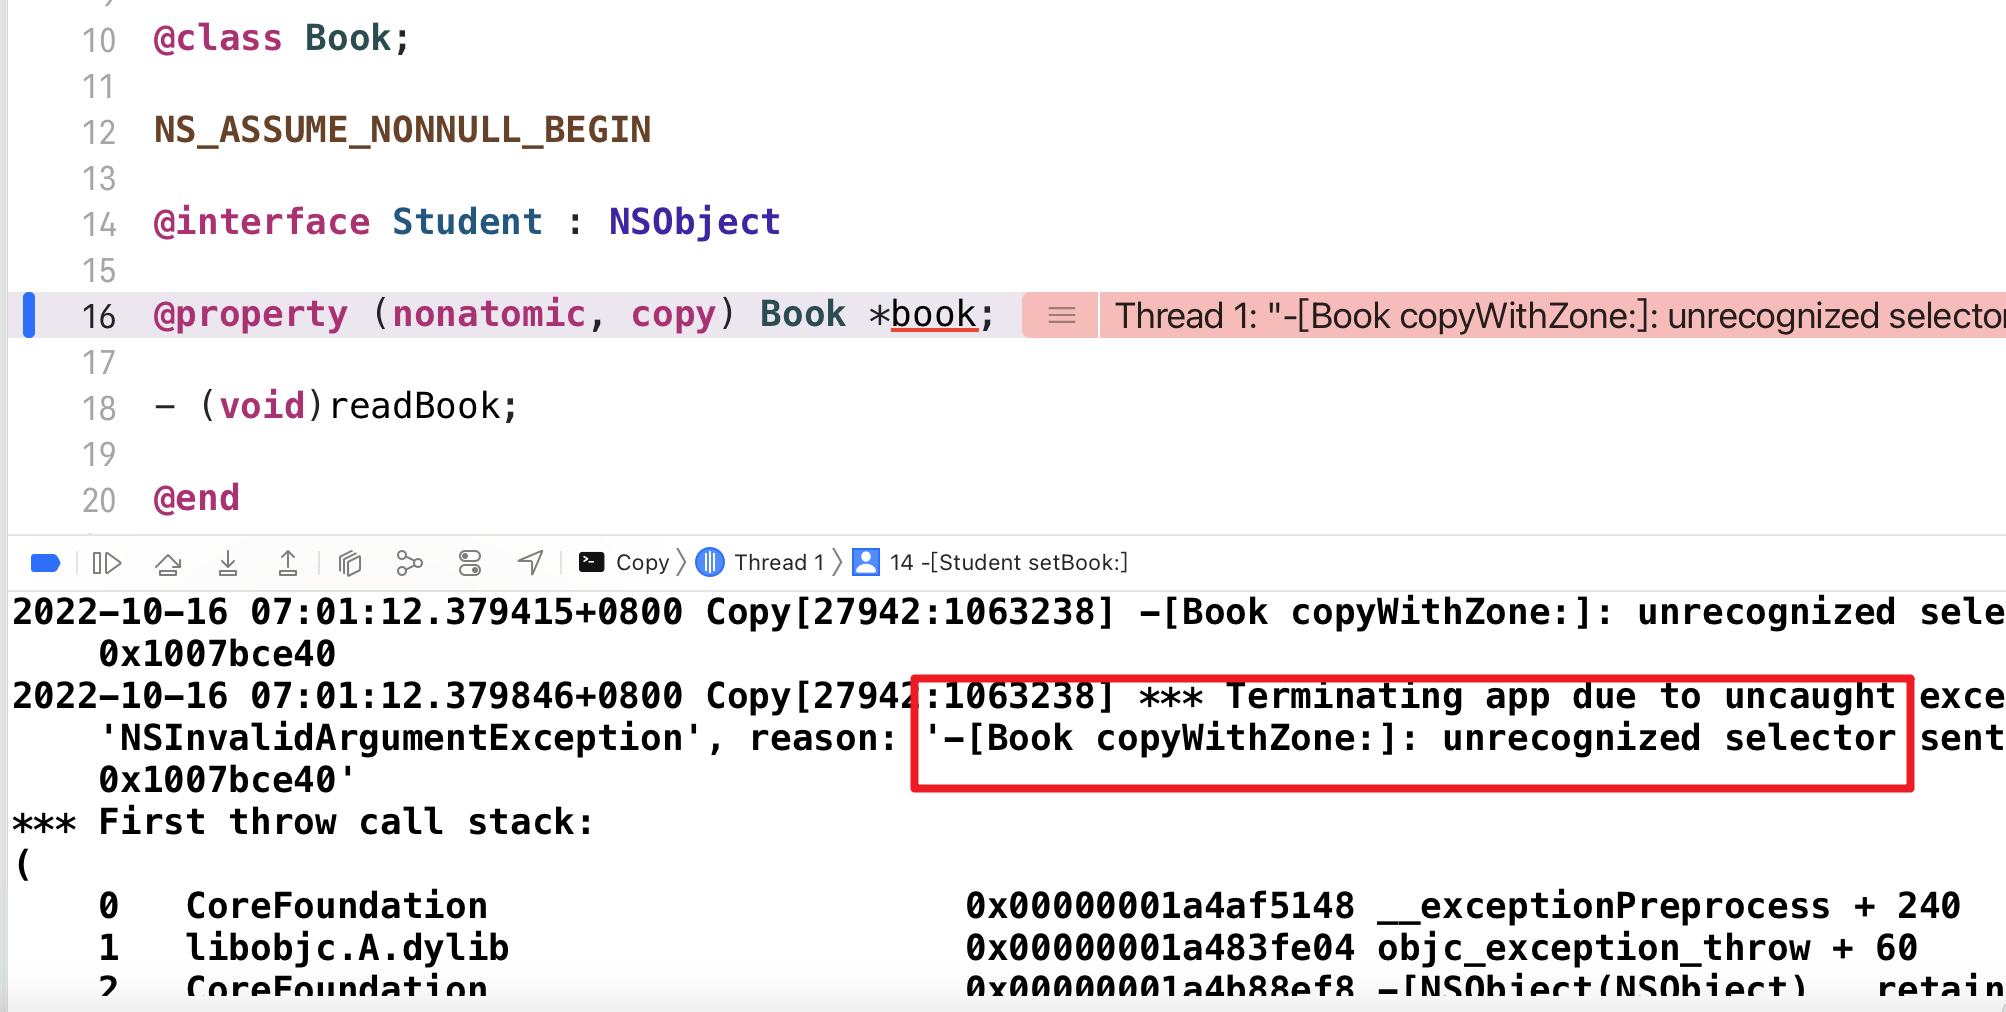 10 @class Book;
11
12 NS_ASSUME_NONNULL_BEGIN
13
14 @interface Student : NSObject
15
16 @property (nonatomic, copy) Book *book; Thread 1: "-[Book copyWithZone:]: unrecognized selector
17
18 - (void)readBook;
19
20 @end
Copy Thread 1 14 -[Student setBook:]
2022-10-16 07:01:12.379415+0800 Copy[27942:1063238] -[Book copyWithZone:]: unrecognized sele
0x1007bce40
2022-10-16 07:01:12.379846+0800 Copy[27942:1063238] *** Terminating app due to uncaught exce
'NSInvalidArgumentException', reason: '-[Book copyWithZone:]: unrecognized selector sent
0x1007bce40'
*** First throw call stack:
(
0 CoreFoundation 0x00000001a4af5148 __exceptionPreprocess + 240
1 libobjc.A.dylib 0x00000001a483fe04 objc_exception_throw + 60
2 CoreFoundation 0x00000001a4b88ef8 -[NSObject(NSObject) retain